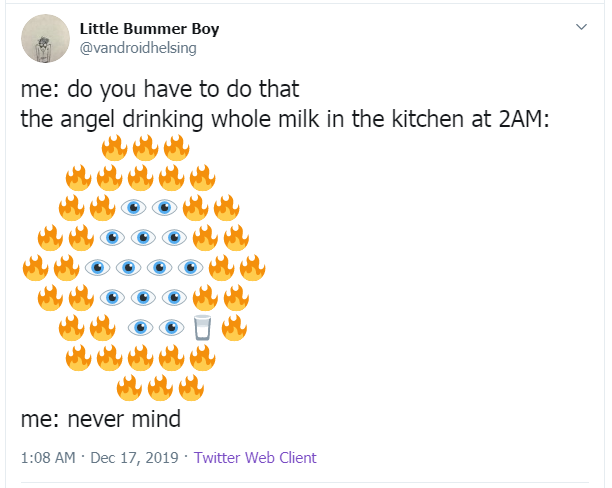 Little Bummer Boy
@vandroidhelsing
me: do you have to do that
the angel drinking whole milk in the kitchen at 2AM:
🔥🔥🔥
🔥🔥🔥🔥🔥
🔥🔥👁👁🔥🔥
🔥🔥👁👁👁🔥🔥
🔥🔥👁👁👁👁🔥🔥
🔥🔥👁👁👁🔥🔥
🔥🔥👁👁🥛🔥
🔥🔥🔥🔥🔥
🔥🔥🔥
me: never mind
1:08 AM · Dec 17, 2019 · Twitter Web Client